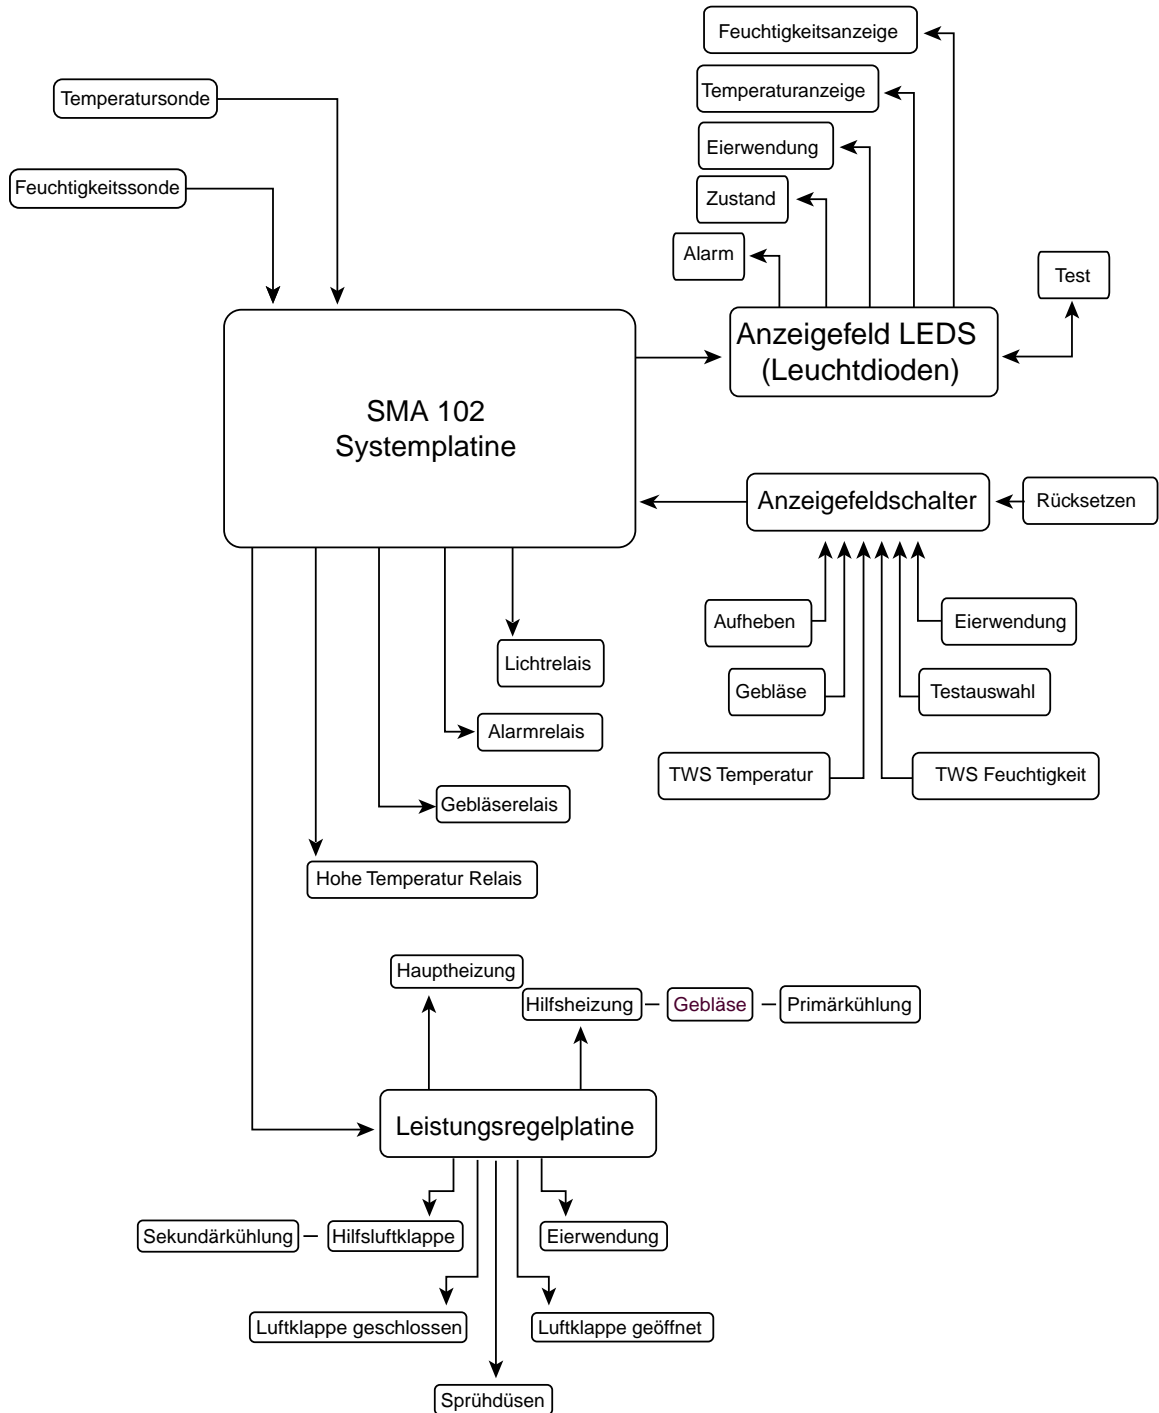 Feuchtigkeitsanzeige
Temperatursonde
Temperaturanzeige
Eierwendung
Feuchtigkeitssonde
Zustand
Alarm
Test
Anzeigefeld LEDS
(Leuchtdioden)
SMA 102
Systemplatine
Anzeigefeldschalter
Rücksetzen
Aufheben
Eierwendung
Lichtrelais
Gebläse
Testauswahl
Alarmrelais
TWS Temperatur
TWS Feuchtigkeit
Gebläserelais
Hohe Temperatur Relais
Hauptheizung
Hilfsheizung – Gebläse – Primärkühlung
Leistungsregelplatine
Sekundärkühlung – Hilfsluftklappe
Eierwendung
Luftklappe geschlossen
Luftklappe geöffnet
Sprühdüsen